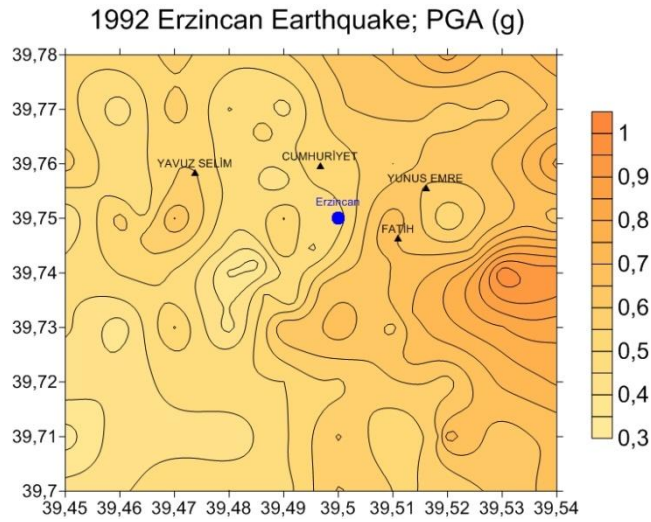 1992 Erzincan Earthquake; PGA (g)
39,78
39,77
39,76
39,75
39,74
39,73
39,72
39,71
39,7
YAVUZ SELİM
CUMHURİYET
YUNUS EMRE
Erzincan
FATİH
1
0,9
0,8
0,7
0,6
0,5
0,4
0,3
39,45 39,46 39,47 39,48 39,49 39,5 39,51 39,52 39,53 39,54